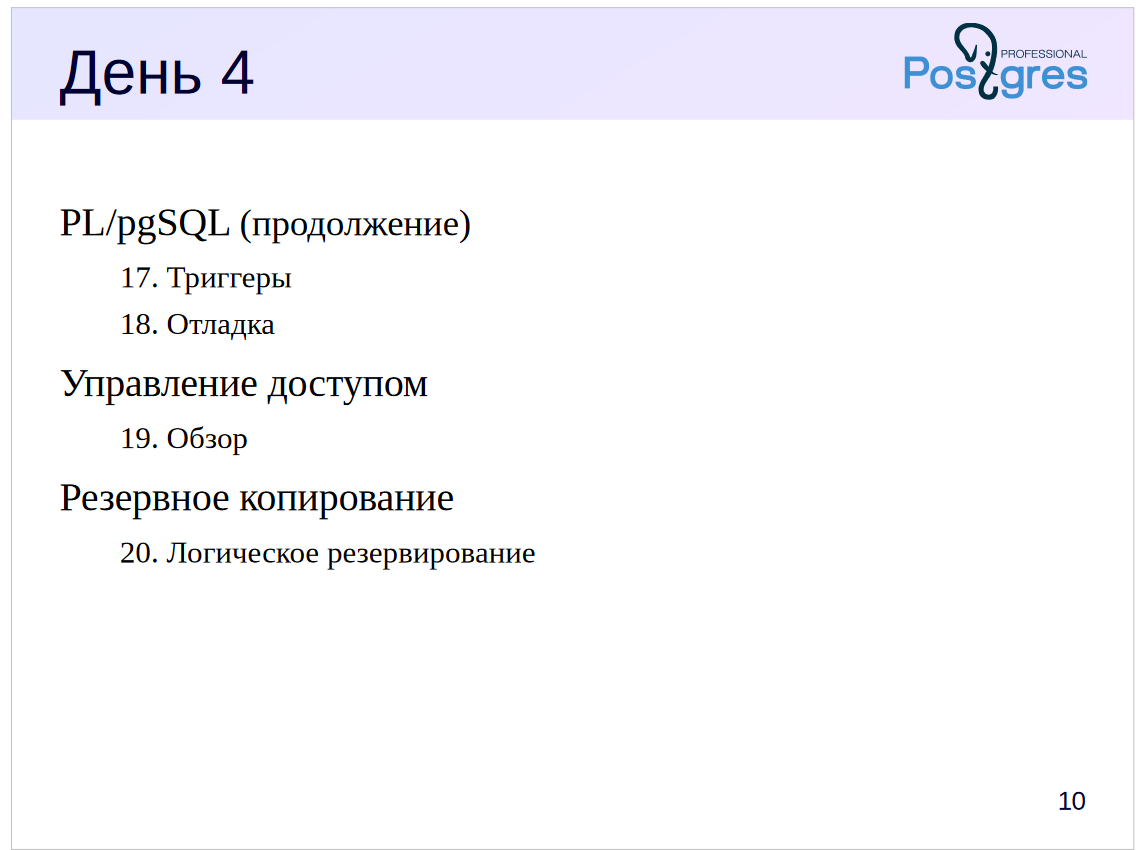 День 4
PROFESSIONAL
Postgres
PL/pgSQL (продолжение)
17. Триггеры
18. Отладка
Управление доступом
19. Обзор
Резервное копирование
20. Логическое резервирование
10